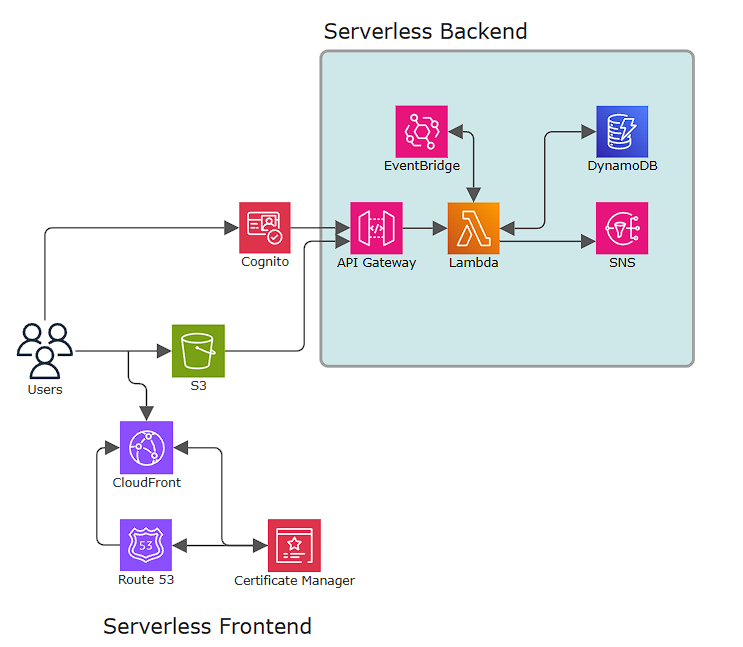 Serverless Backend
EventBridge
DynamoDB
Cognito
API Gateway
Lambda
SNS
Users
S3
CloudFront
53
Route 53
Certificate Manager
Serverless Frontend